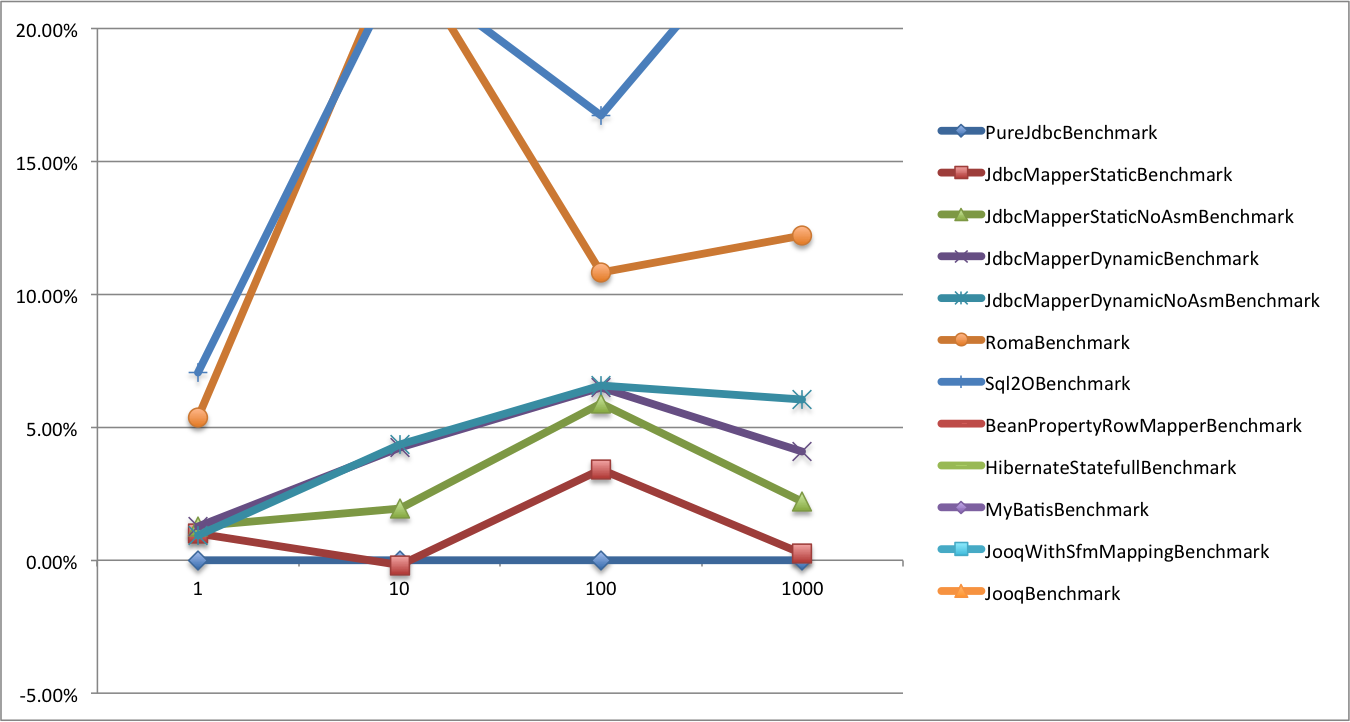 20.00%
15.00%
10.00%
5.00%
0.00%
-5.00%
1 10 100 1000
PureJdbcBenchmark
JdbcMapperStaticBenchmark
JdbcMapperStaticNoAsmBenchmark
JdbcMapperDynamicBenchmark
JdbcMapperDynamicNoAsmBenchmark
RomaBenchmark
Sql2OBenchmark
BeanPropertyRowMapperBenchmark
HibernateStatefullBenchmark
MyBatisBenchmark
JooqWithSfmMappingBenchmark
JooqBenchmark